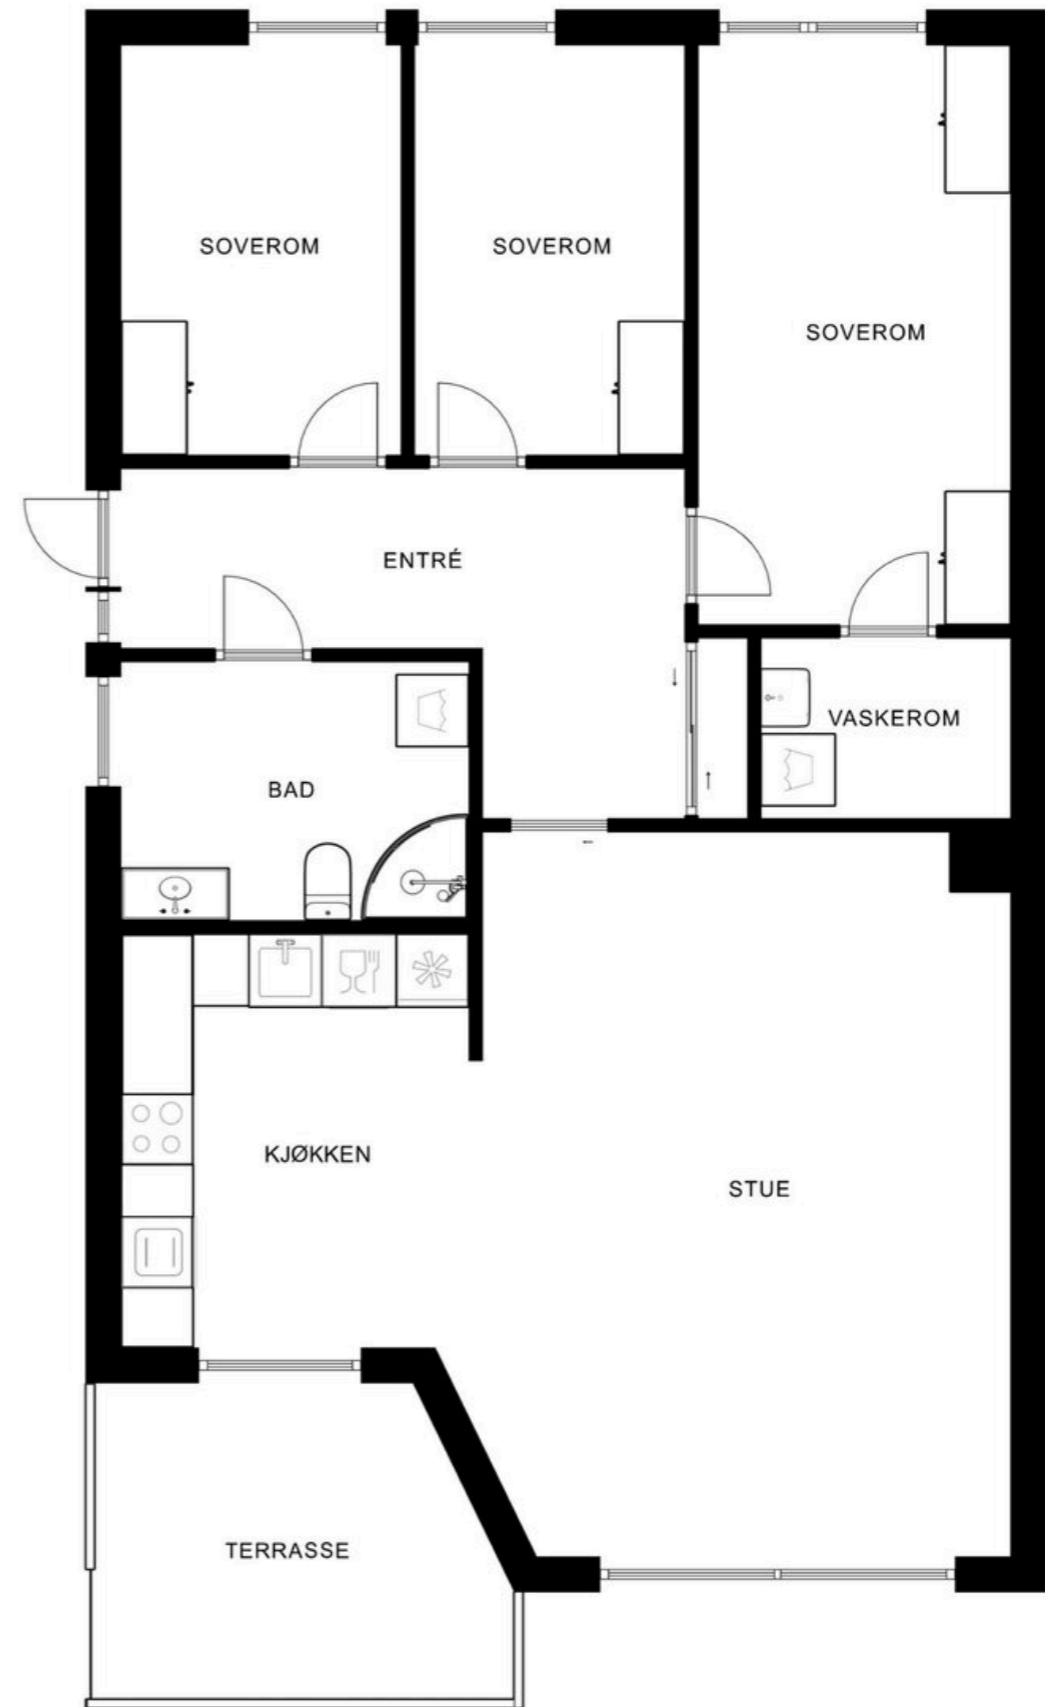 SOVEROM
SOVEROM
SOVEROM
ENTRÉ
VASKEROM
BAD
KJØKKEN
STUE
TERRASSE